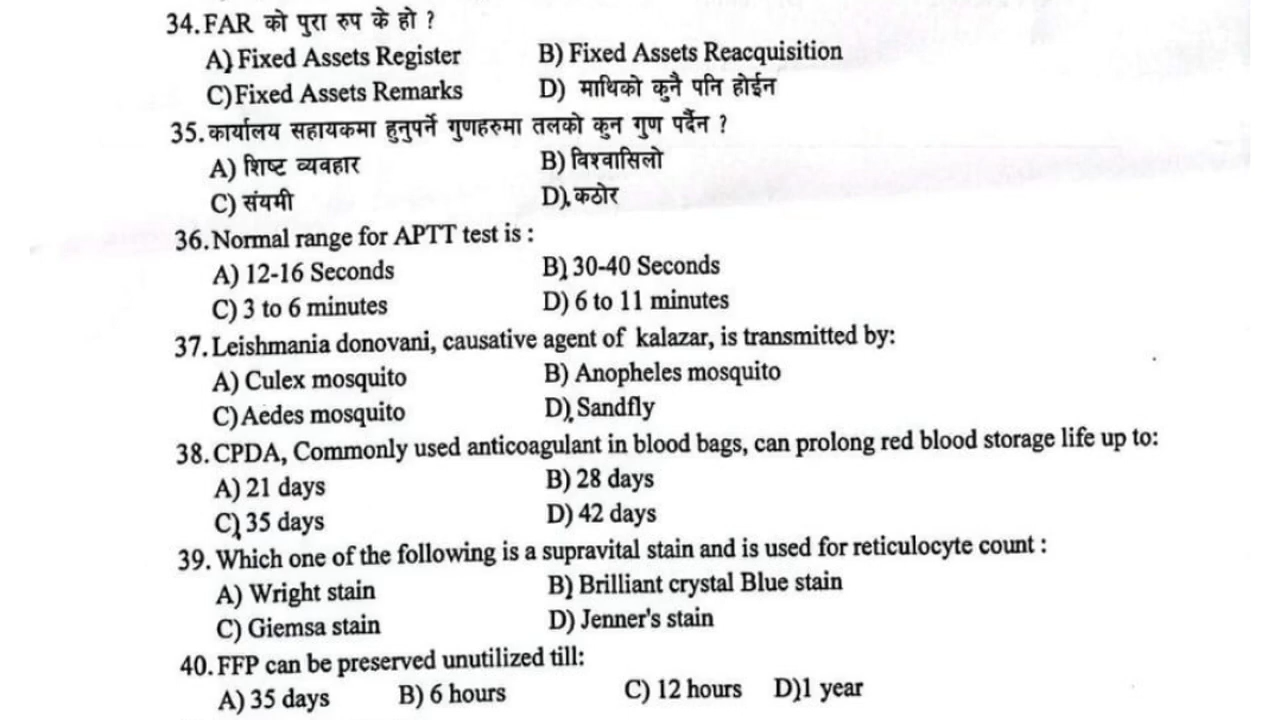 34. FAR को पुरा रुप के हो ?
A) Fixed Assets Register B) Fixed Assets Reacquisition
C) Fixed Assets Remarks D) माथिको कुनै पनि होईन
35. कार्यालय सहायकमा हुनुपर्ने गुणहरुमा तलको कुन गुण पर्दैन ?
A) शिष्ट व्यवहार B) विश्वासिलो
C) संयमी D) कठोर
36. Normal range for APTT test is :
A) 12-16 Seconds B) 30-40 Seconds
C) 3 to 6 minutes D) 6 to 11 minutes
37. Leishmania donovani, causative agent of kalazar, is transmitted by:
A) Culex mosquito B) Anopheles mosquito
C) Aedes mosquito D) Sandfly
38. CPDA, Commonly used anticoagulant in blood bags, can prolong red blood storage life up to:
A) 21 days B) 28 days
C) 35 days D) 42 days
39. Which one of the following is a supravital stain and is used for reticulocyte count :
A) Wright stain B) Brilliant crystal Blue stain
C) Giemsa stain D) Jenner's stain
40. FFP can be preserved unutilized till:
A) 35 days B) 6 hours C) 12 hours D)1 year